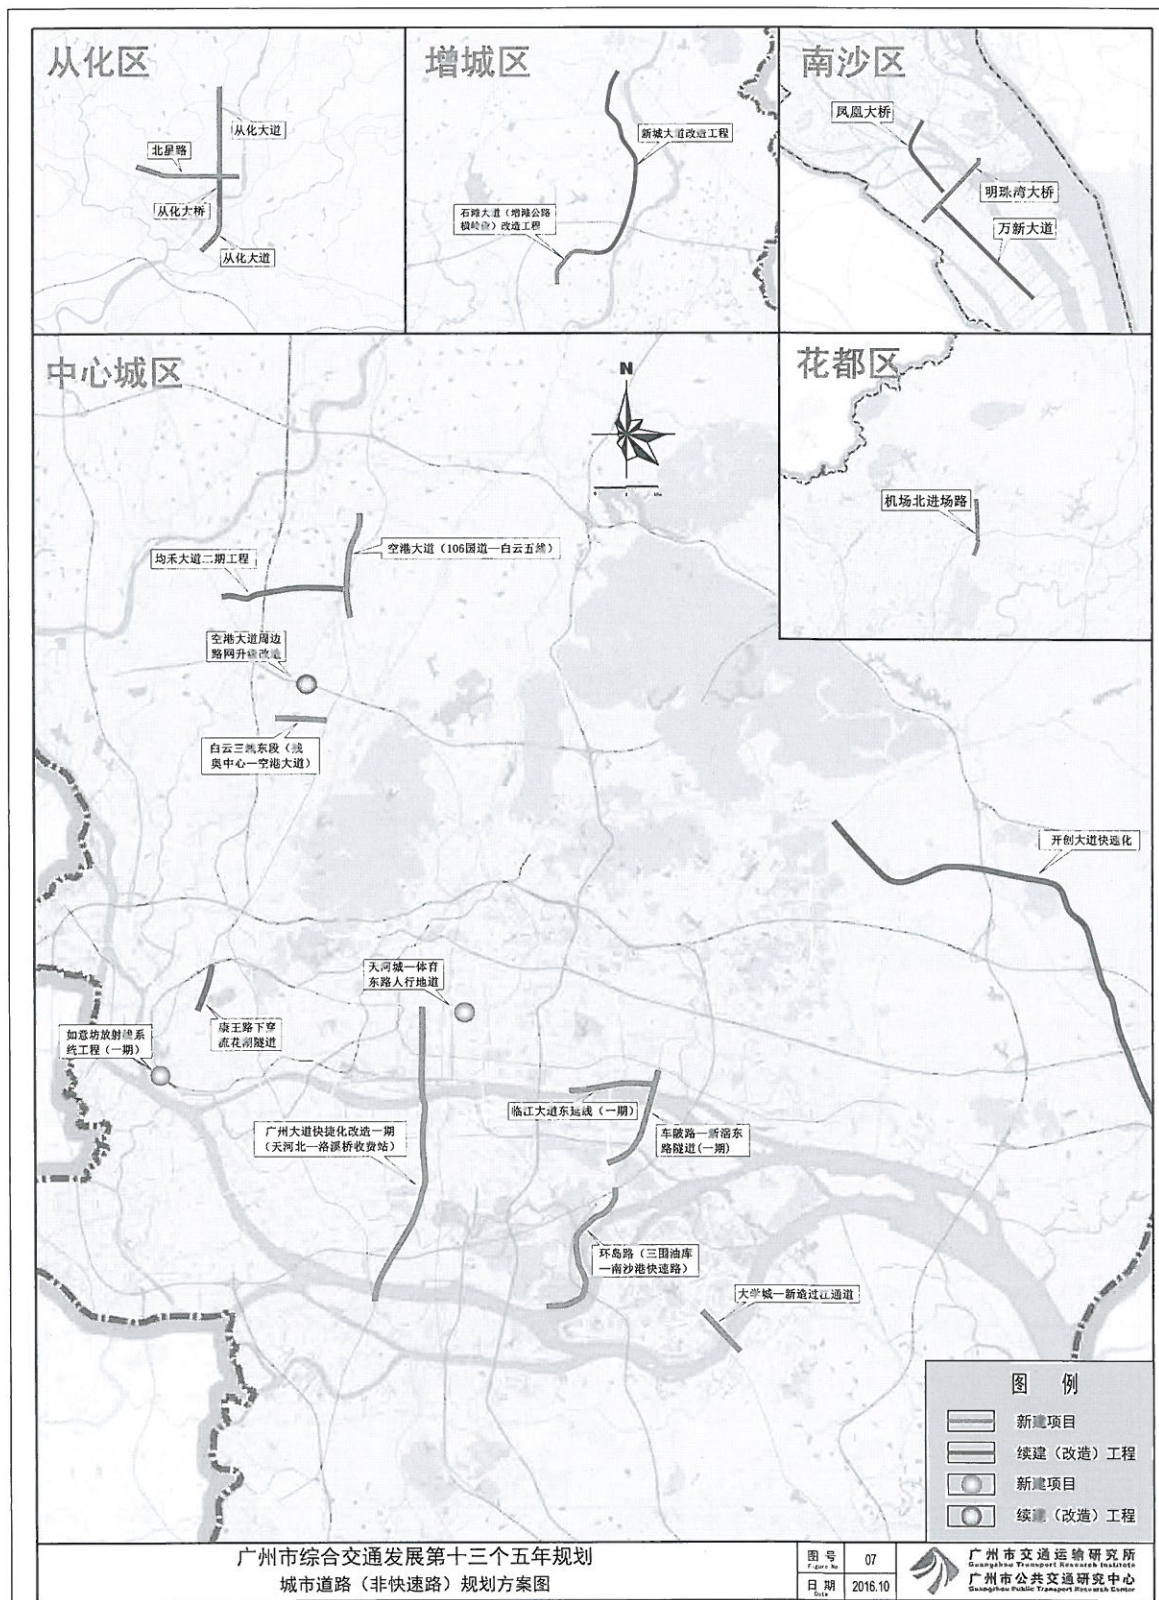 从化区
从化大道
北星路
从化大桥
从化大道
增城区
新城大道改造工程
石滩大道（增滩公路
横岭段）改造工程
南沙区
凤凰大桥
明珠湾大桥
万新大道
中心城区
N
花都区
机场北进场路
空港大道（106国道—白云五线）
均禾大道二期工程
空港大道周边
路网升级改造
白云三线东段（线
奥中心—空港大道）
开创大道快速化
天河城—体育
东路人行地道
康王路下穿
流花湖隧道
如意坊放射线系
统工程（一期）
临江大道东延线（一期）
车陂路—新滘东
路隧道(一期)
广州大道快捷化改造一期
（天河北—洛溪桥收费站）
环岛路（三围油库
—南沙港快速路）
大学城—新造过江通道
图 例
新建项目
续建（改造）工程
新建项目
续建（改造）工程
广州市综合交通发展第十三个五年规划
城市道路（非快速路）规划方案图
图号
Figure No
07
日期
Date
2016.10
广州市交通运输研究所
Guangzhou Transport Research Institute
广州市公共交通研究中心
Guangzhou Public Transport Research Center